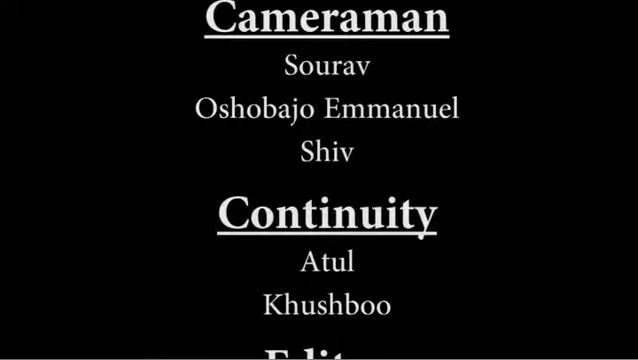 Cameraman
Sourav
Oshobajo Emmanuel
Shiv
Continuity
Atul
Khushboo